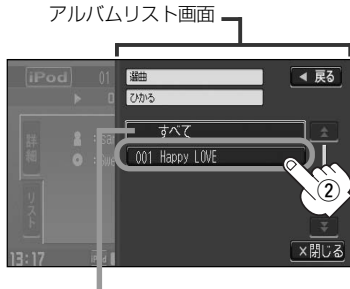 アルバムリスト画面
iPod 01
選曲
◀ 戻る
ひかる
すべて
詳細
001 Happy LOVE
②
リスト
13:17
×閉じる